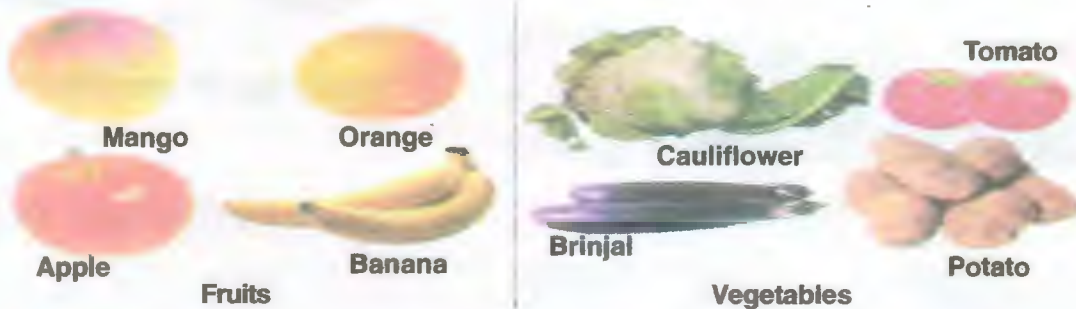 Mango
Orange
Apple
Banana
Fruits
Tomato
Cauliflower
Brinjal
Potato
Vegetables